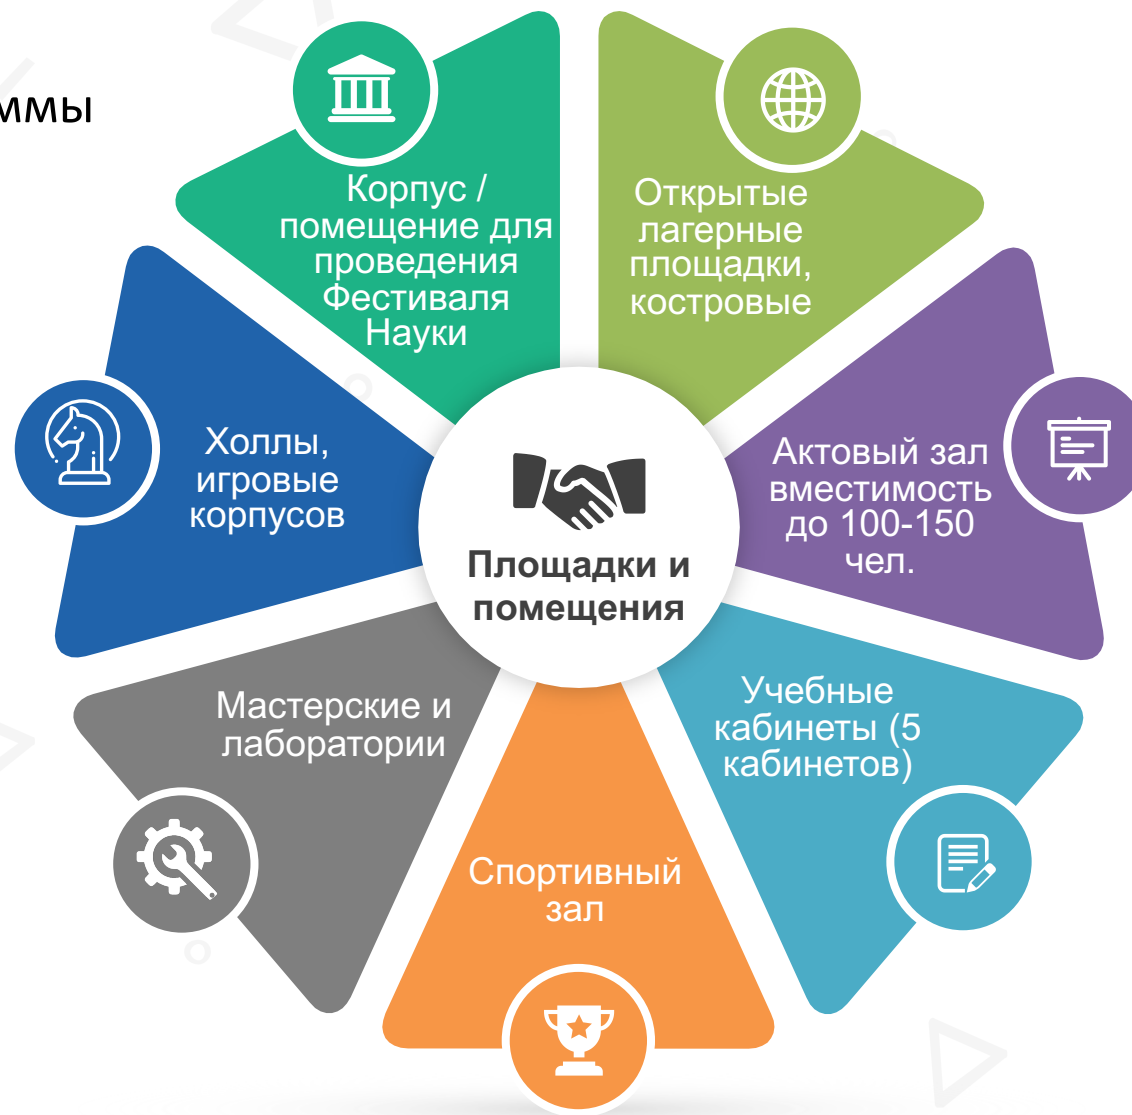 ммы
Корпус /
помещение для
проведения
Фестиваля
Науки
Открытые
лагерные
площадки,
костровые
Холлы,
игровые
корпусов
Актовый зал
вместимость
до 100-150
чел.
Площадки и
помещения
Мастерские и
лаборатории
Учебные
кабинеты (5
кабинетов)
Спортивный
зал